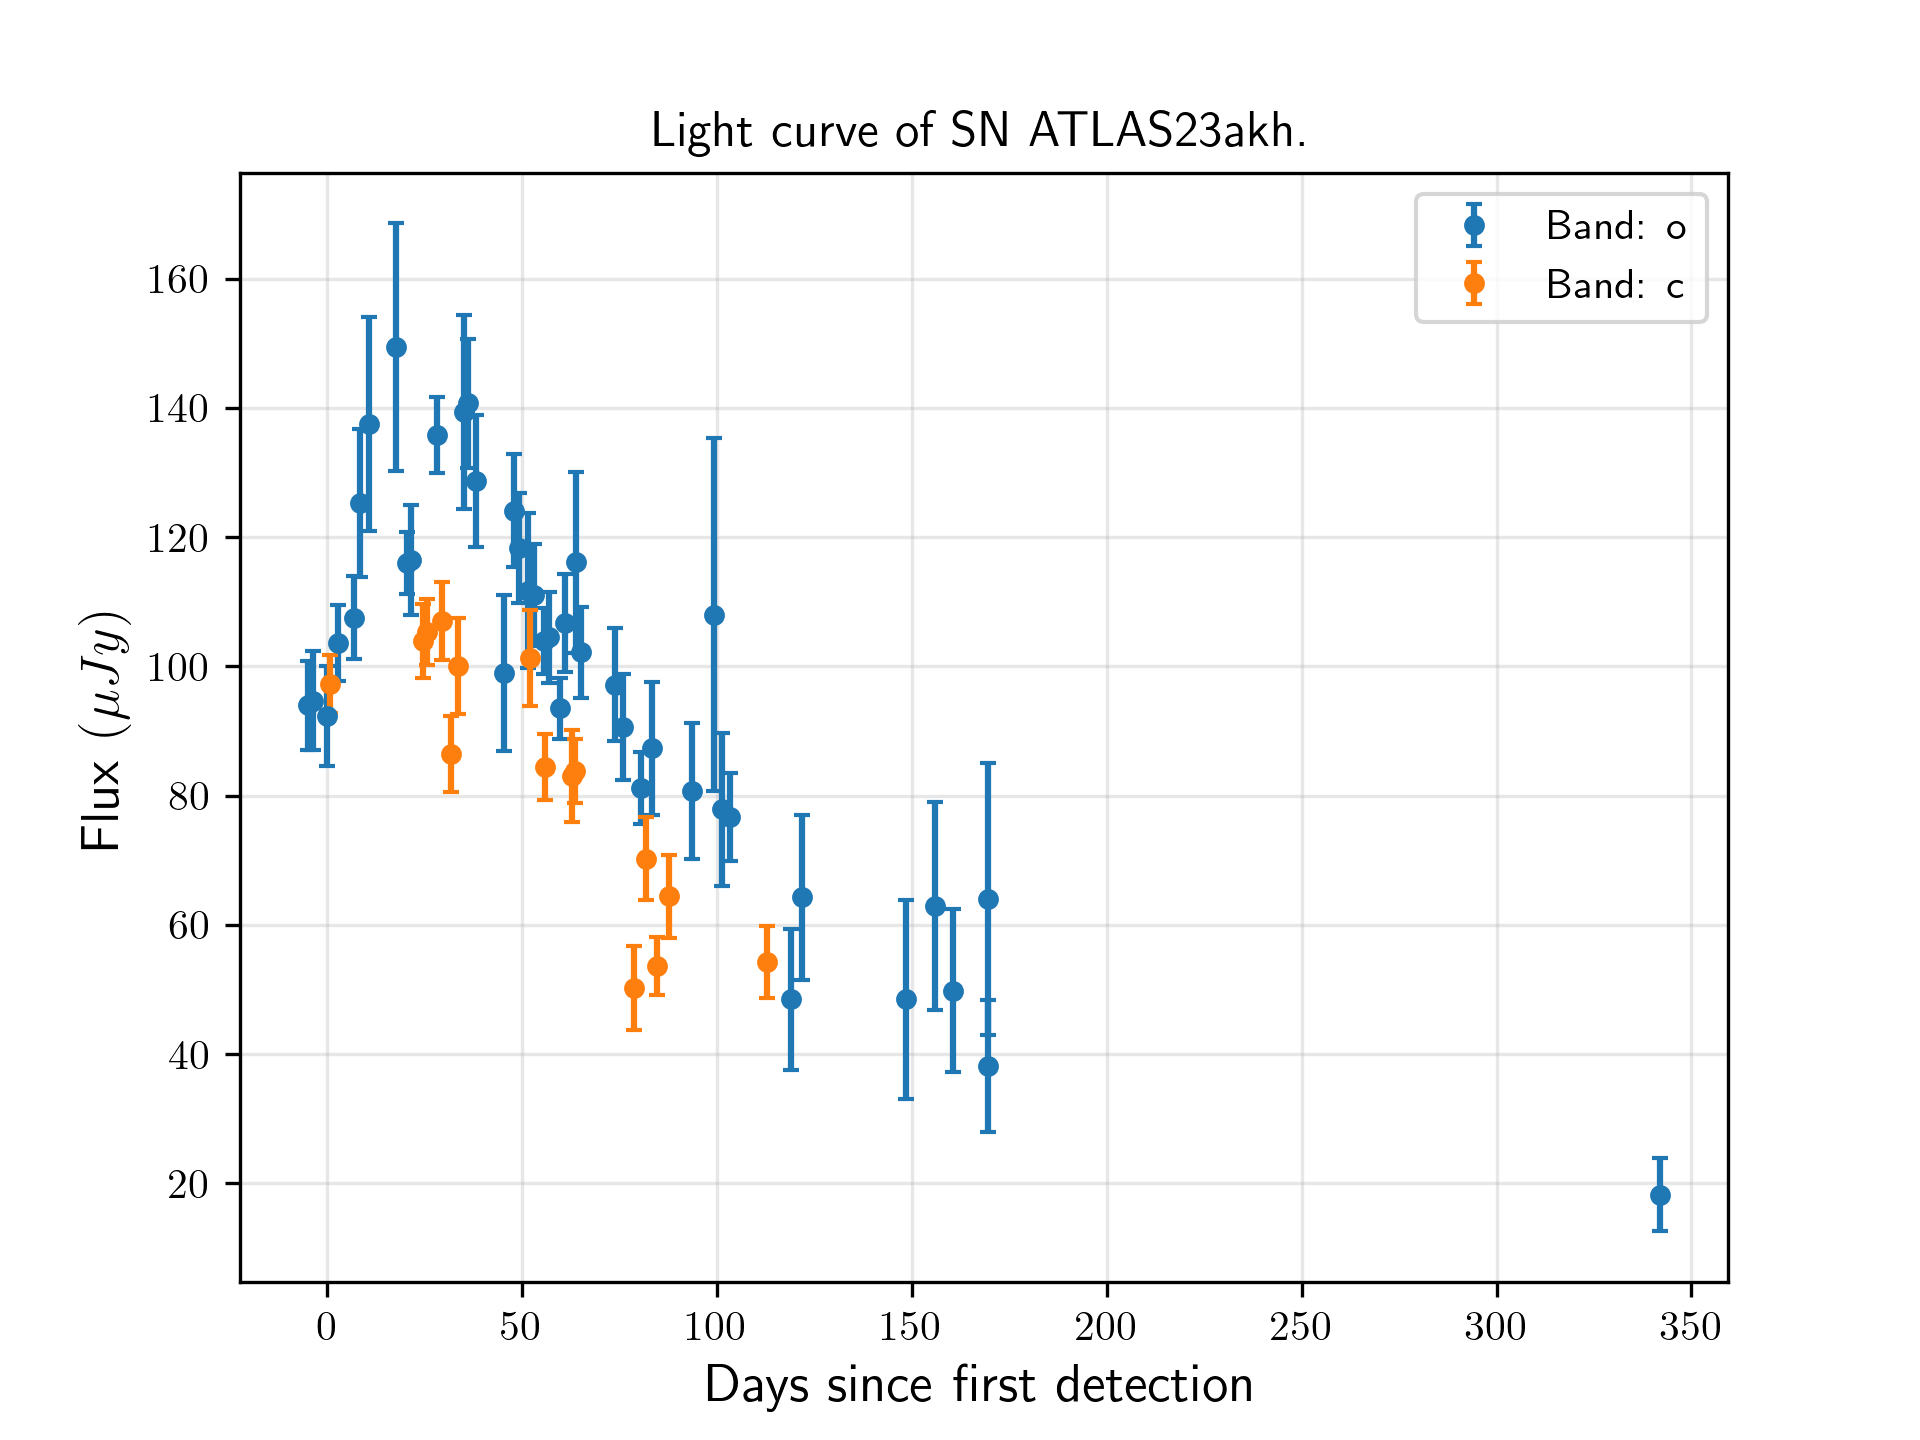 Light curve of SN ATLAS23akh.
Band: o
Band: c
160
140
120
100
80
60
40
20
Flux (μJy)
0 50 100 150 200 250 300 350
Days since first detection